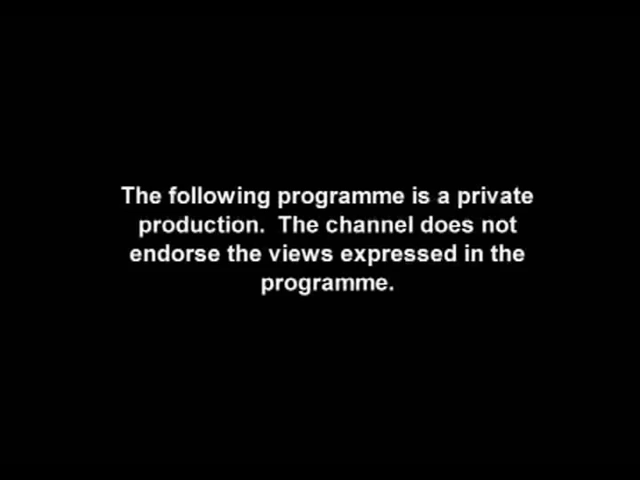 The following programme is a private
production.  The channel does not
endorse the views expressed in the
programme.